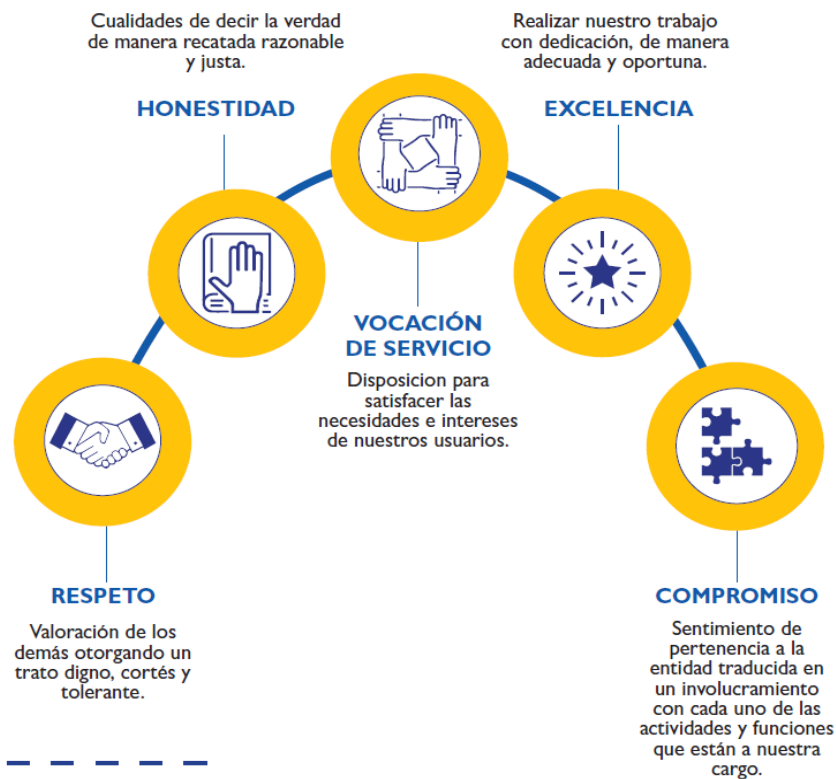 Cualidades de decir la verdad
de manera recatada razonable
y justa.
HONESTIDAD
Realizar nuestro trabajo
con dedicación, de manera
adecuada y oportuna.
EXCELENCIA
VOCACIÓN
DE SERVICIO
Disposicion para
satisfacer las
necesidades e intereses
de nuestros usuarios.
RESPETO
Valoración de los
demás otorgando un
trato digno, cortés y
tolerante.
COMPROMISO
Sentimiento de
pertenencia a la
entidad traducida en
un involucramiento
con cada uno de las
actividades y funciones
que están a nuestra
cargo.